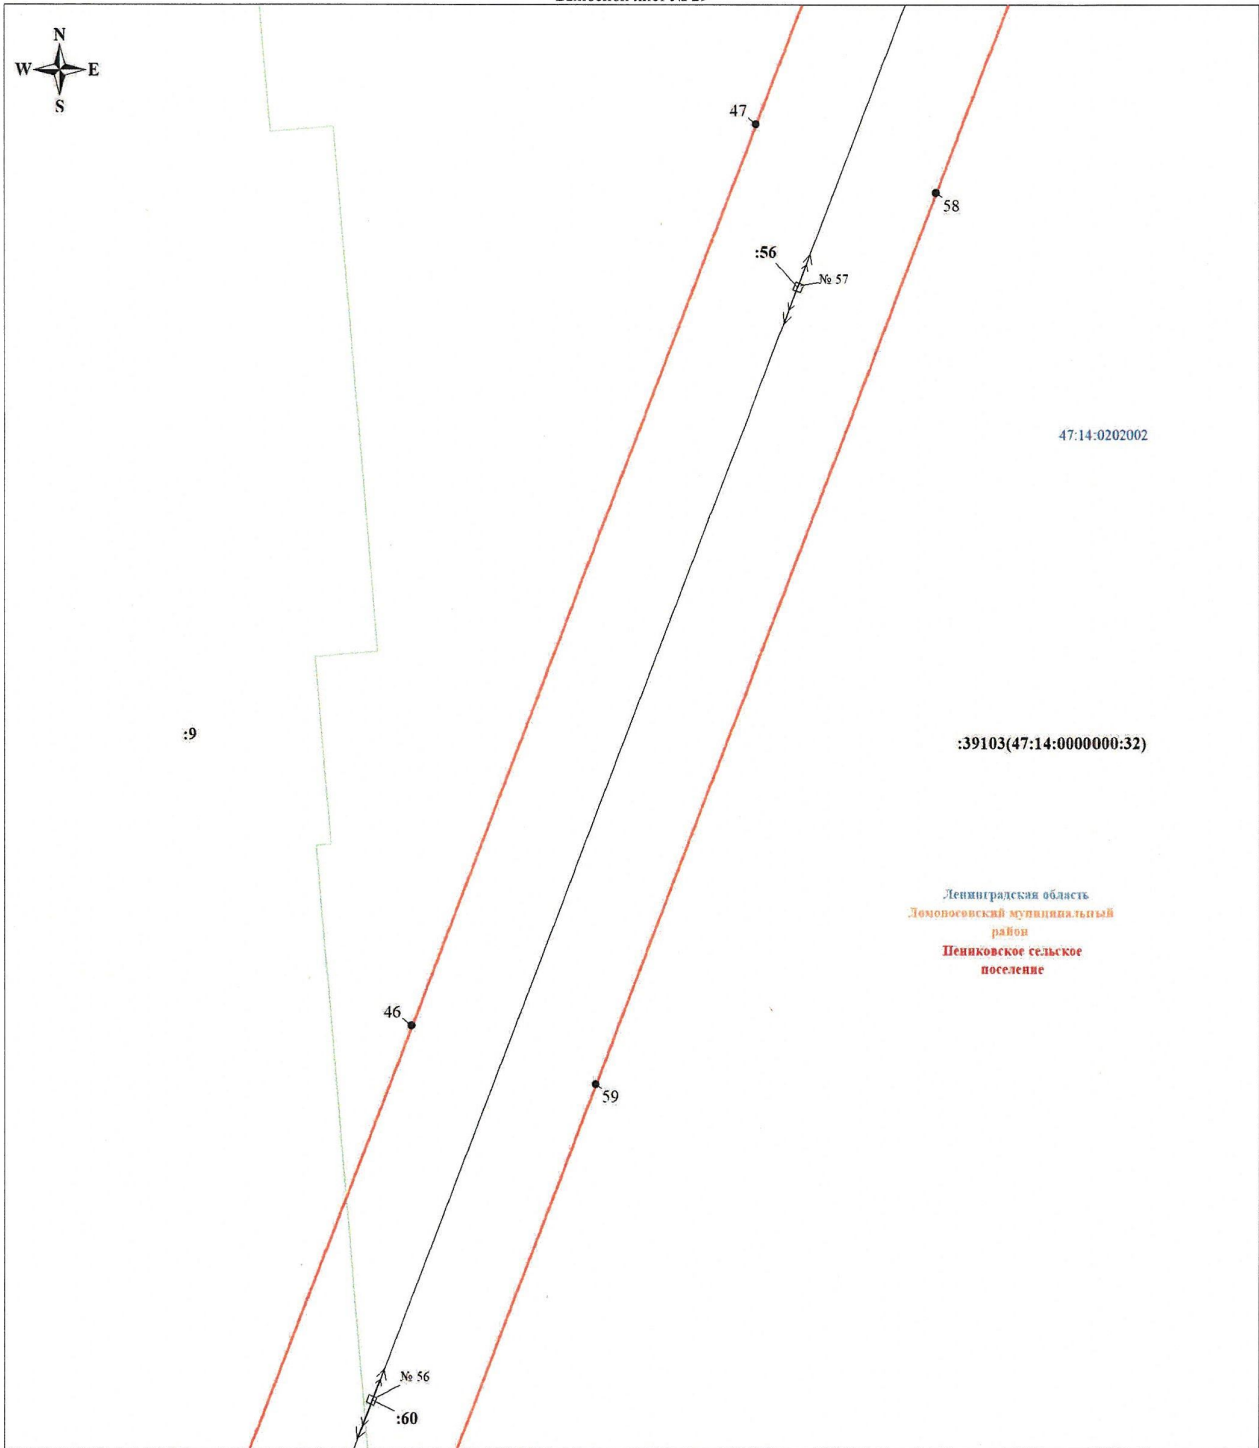 N
W E
S
47
58
:56
№ 57
47:14:0202002
:9
:39103(47:14:0000000:32)
Ленинградская область
Ломоносовский муниципальный
район
Пениковское сельское
поселение
46
59
№ 56
:60